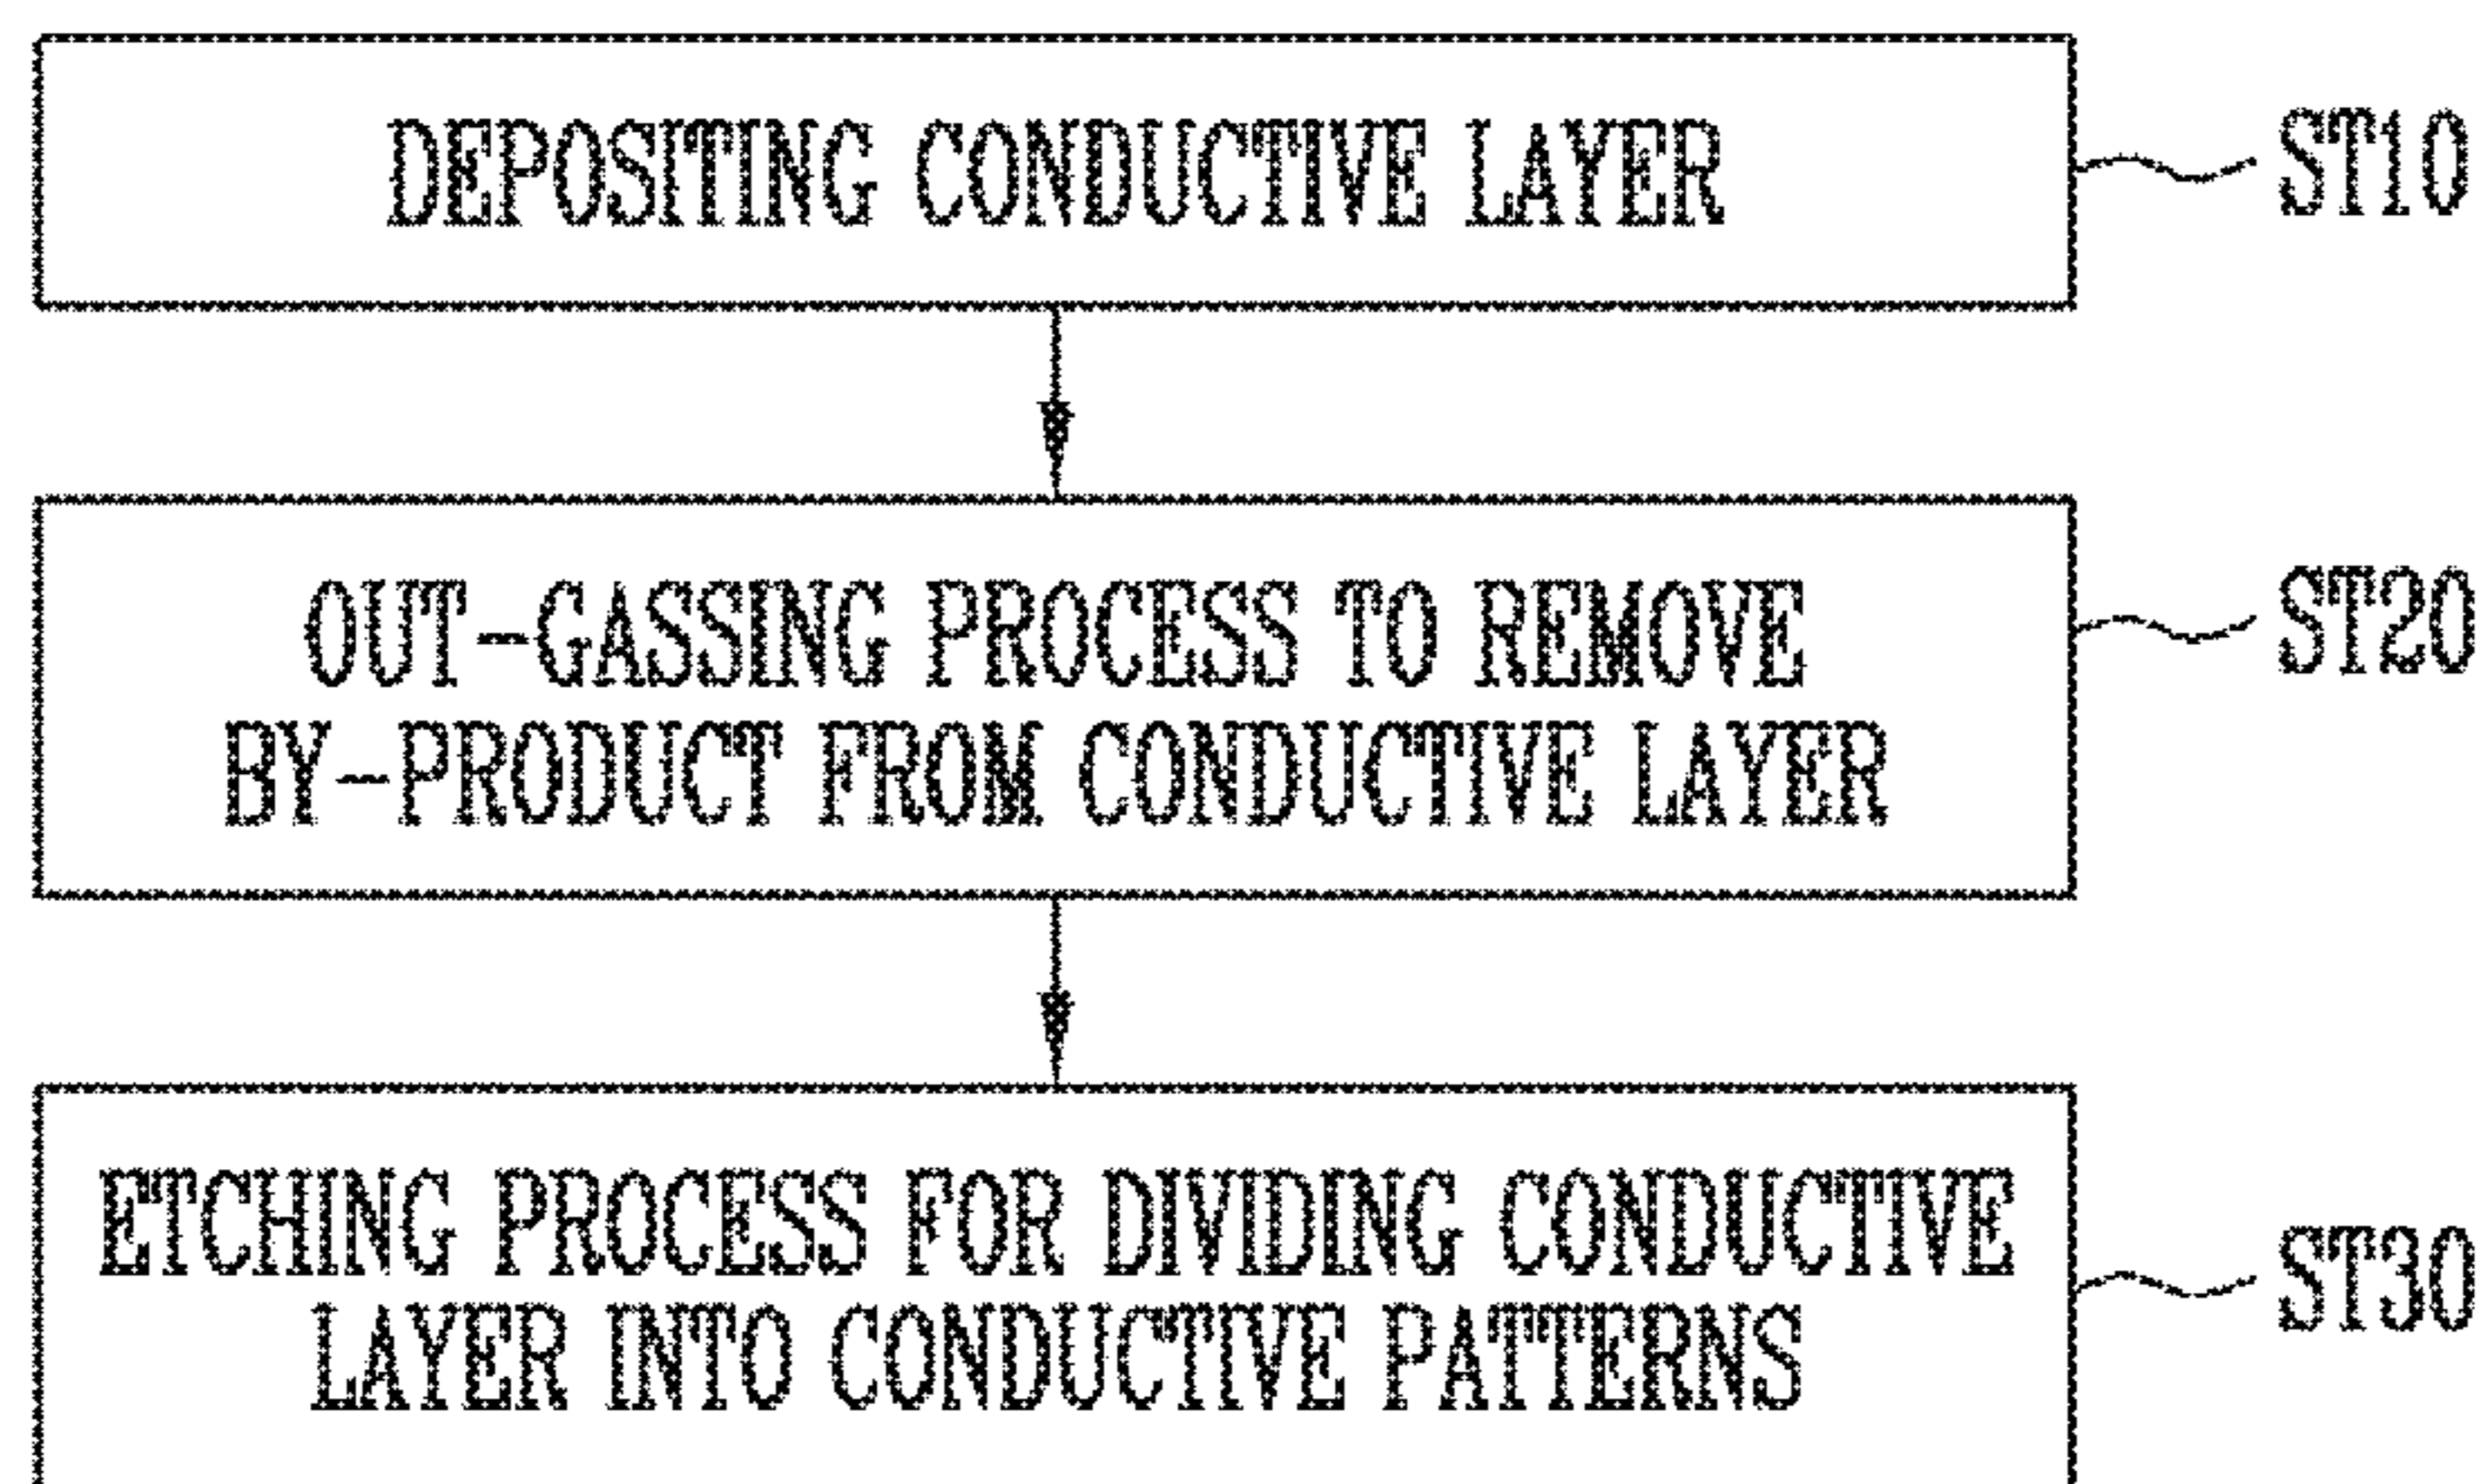 DEPOSITING CONDUCTIVE LAYER
ST10
OUT-GASSING PROCESS TO REMOVE
BY-PRODUCT FROM CONDUCTIVE LAYER
ST20
ETCHING PROCESS FOR DIVIDING CONDUCTIVE
LAYER INTO CONDUCTIVE PATTERNS
ST30